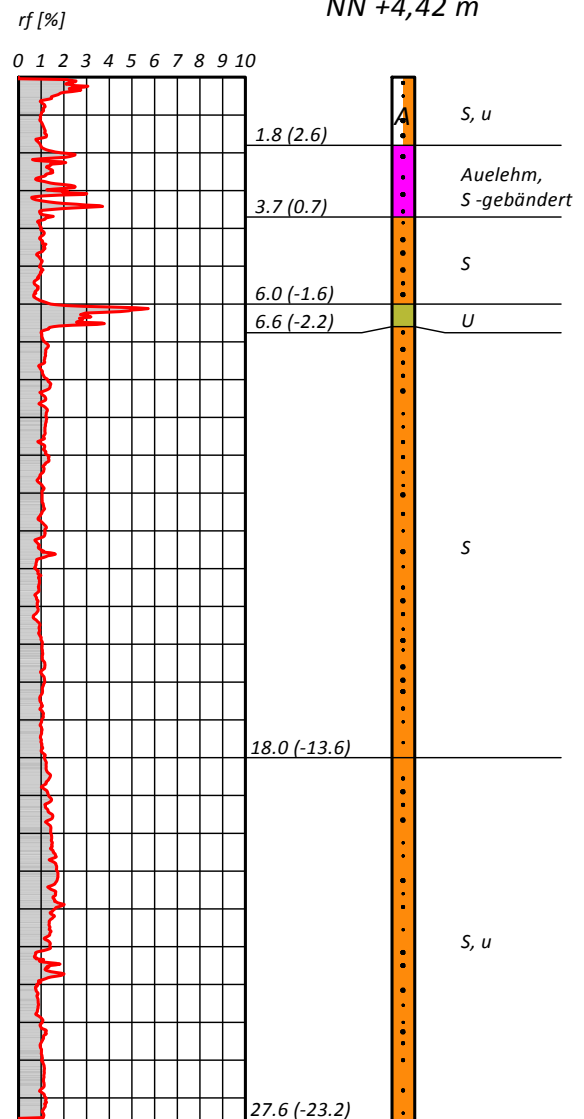 NN +4,42 m
rf [%]
0 1 2 3 4 5 6 7 8 9 10
A
S, u
1.8 (2.6)
Auelehm,
S -gebändert
3.7 (0.7)
S
6.0 (-1.6)
6.6 (-2.2)
U
S
18.0 (-13.6)
S, u
27.6 (-23.2)